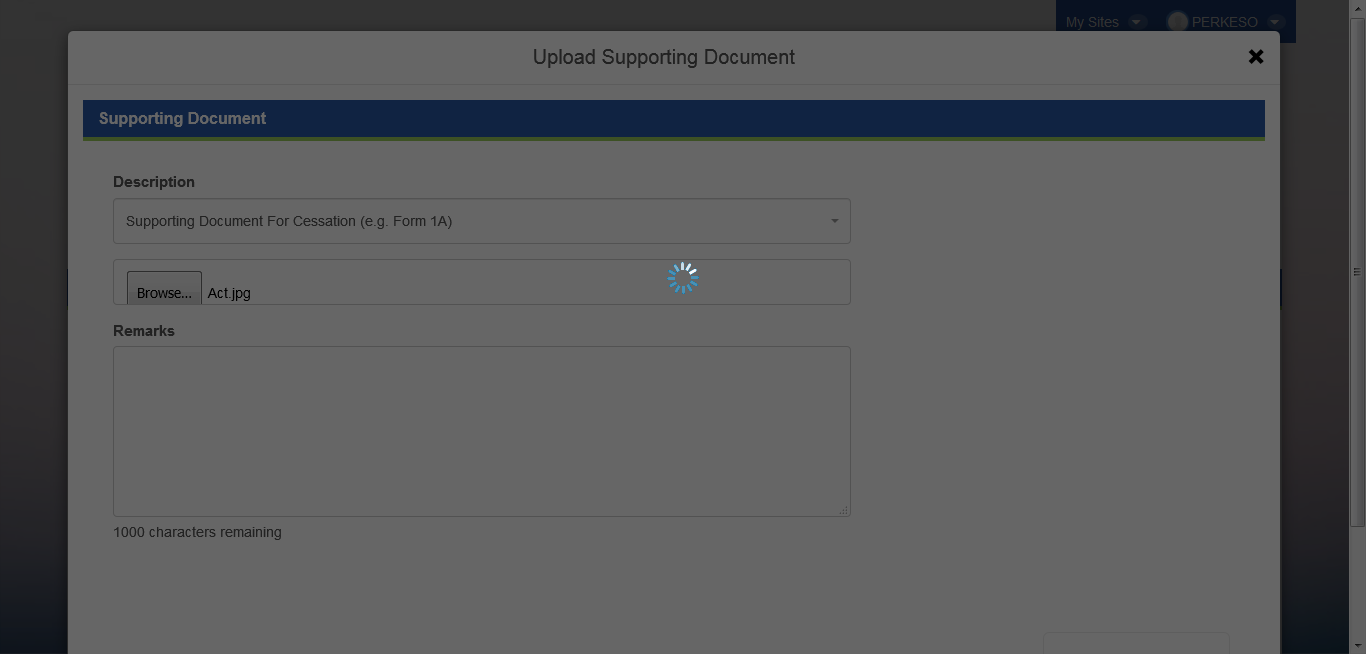 My Sites PERKESO
Upload Supporting Document
Supporting Document
Description
Supporting Document For Cessation (e.g. Form 1A)
Browse... Act.jpg
Remarks
1000 characters remaining